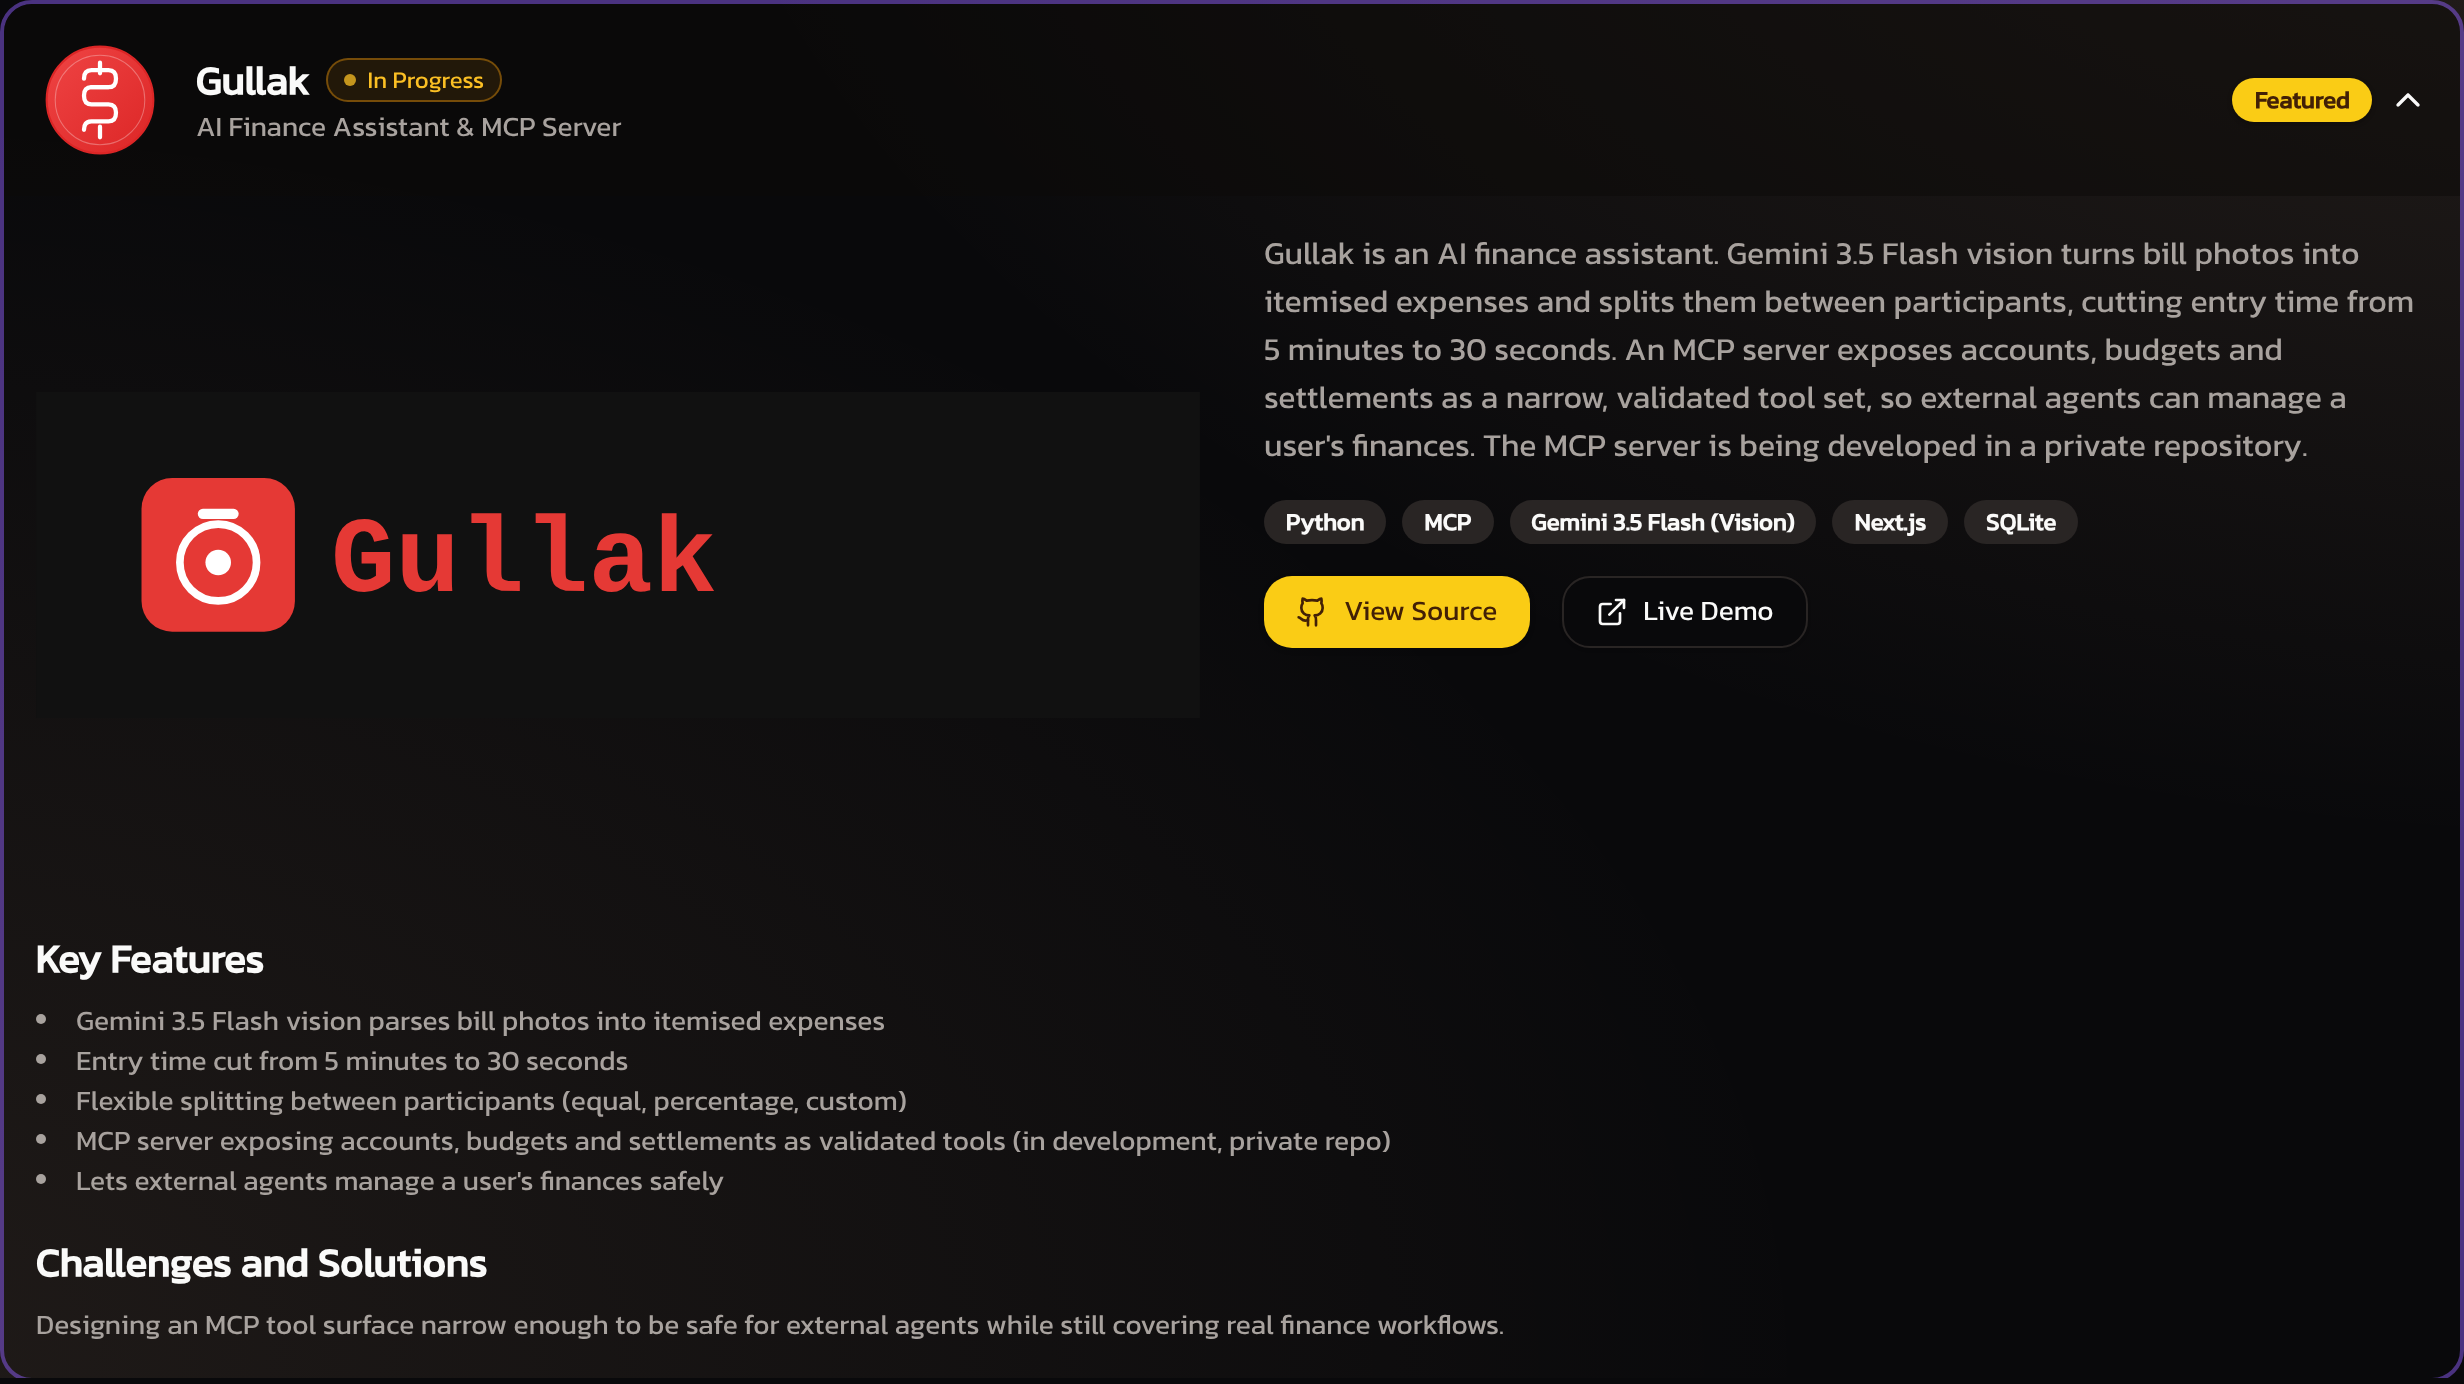 Gullak
In Progress
AI Finance Assistant & MCP Server
Featured
Gullak
Gullak is an AI finance assistant. Gemini 3.5 Flash vision turns bill photos into
itemised expenses and splits them between participants, cutting entry time from
5 minutes to 30 seconds. An MCP server exposes accounts, budgets and
settlements as a narrow, validated tool set, so external agents can manage a
user's finances. The MCP server is being developed in a private repository.
Python MCP Gemini 3.5 Flash (Vision) Next.js SQLite
View Source Live Demo
Key Features
Gemini 3.5 Flash vision parses bill photos into itemised expenses
Entry time cut from 5 minutes to 30 seconds
Flexible splitting between participants (equal, percentage, custom)
MCP server exposing accounts, budgets and settlements as validated tools (in development, private repo)
Lets external agents manage a user's finances safely
Challenges and Solutions
Designing an MCP tool surface narrow enough to be safe for external agents while still covering real finance workflows.